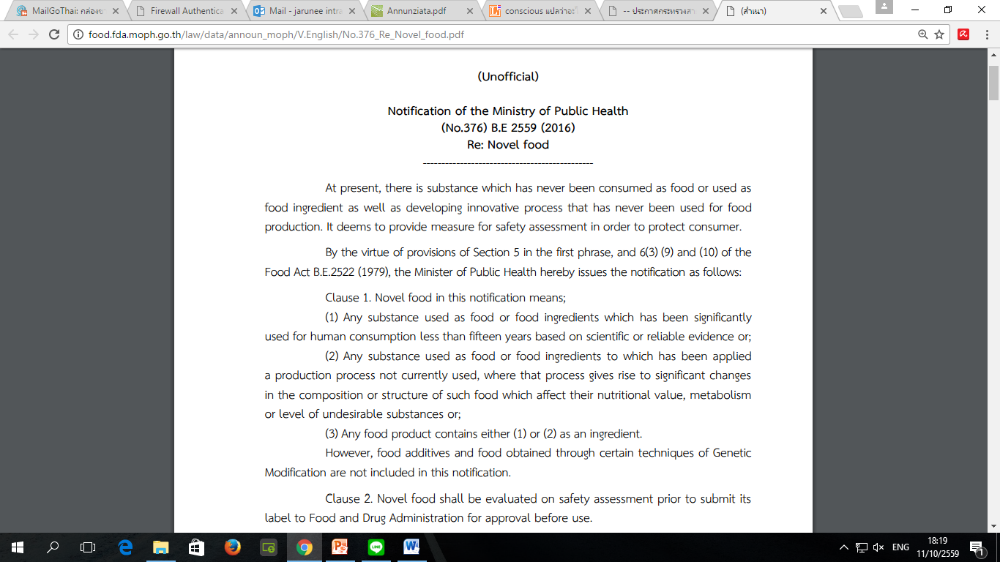 MailGoThai: กล่องข
Firewall Authentica
Mail - jarunee intra
Annunziata.pdf
conscious แปลว่าอะไ
-- ประกาศกระทรวงสา
(สำเนา)
food.fda.moph.go.th/law/data/announ_moph/V.English/No.376_Re_Novel_food.pdf
(Unofficial)
Notification of the Ministry of Public Health
(No.376) B.E 2559 (2016)
Re: Novel food
----------------------------------------------
At present, there is substance which has never been consumed as food or used as
food ingredient as well as developing innovative process that has never been used for food
production. It deems to provide measure for safety assessment in order to protect consumer.
By the virtue of provisions of Section 5 in the first phrase, and 6(3) (9) and (10) of the
Food Act B.E.2522 (1979), the Minister of Public Health hereby issues the notification as follows:
Clause 1. Novel food in this notification means;
(1) Any substance used as food or food ingredients which has been significantly
used for human consumption less than fifteen years based on scientific or reliable evidence or;
(2) Any substance used as food or food ingredients to which has been applied
a production process not currently used, where that process gives rise to significant changes
in the composition or structure of such food which affect their nutritional value, metabolism
or level of undesirable substances or;
(3) Any food product contains either (1) or (2) as an ingredient.
However, food additives and food obtained through certain techniques of Genetic
Modification are not included in this notification.
Clause 2. Novel food shall be evaluated on safety assessment prior to submit its
label to Food and Drug Administration for approval before use.
ENG
18:19
11/10/2559
1